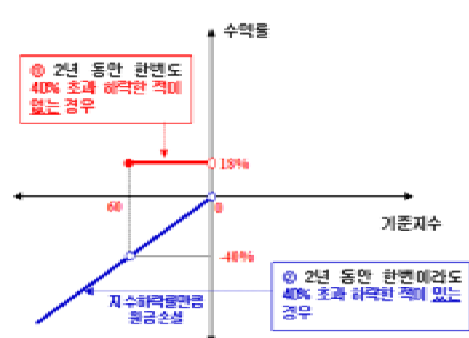 수익률
① 2년 동안 한번도
40% 초과 하락한 적이
없는 경우
18%
60
0
기준지수
-40%
지수하락률만큼
원금손실
② 2년 동안 한번이라도
40% 초과 하락한 적이 있는
경우